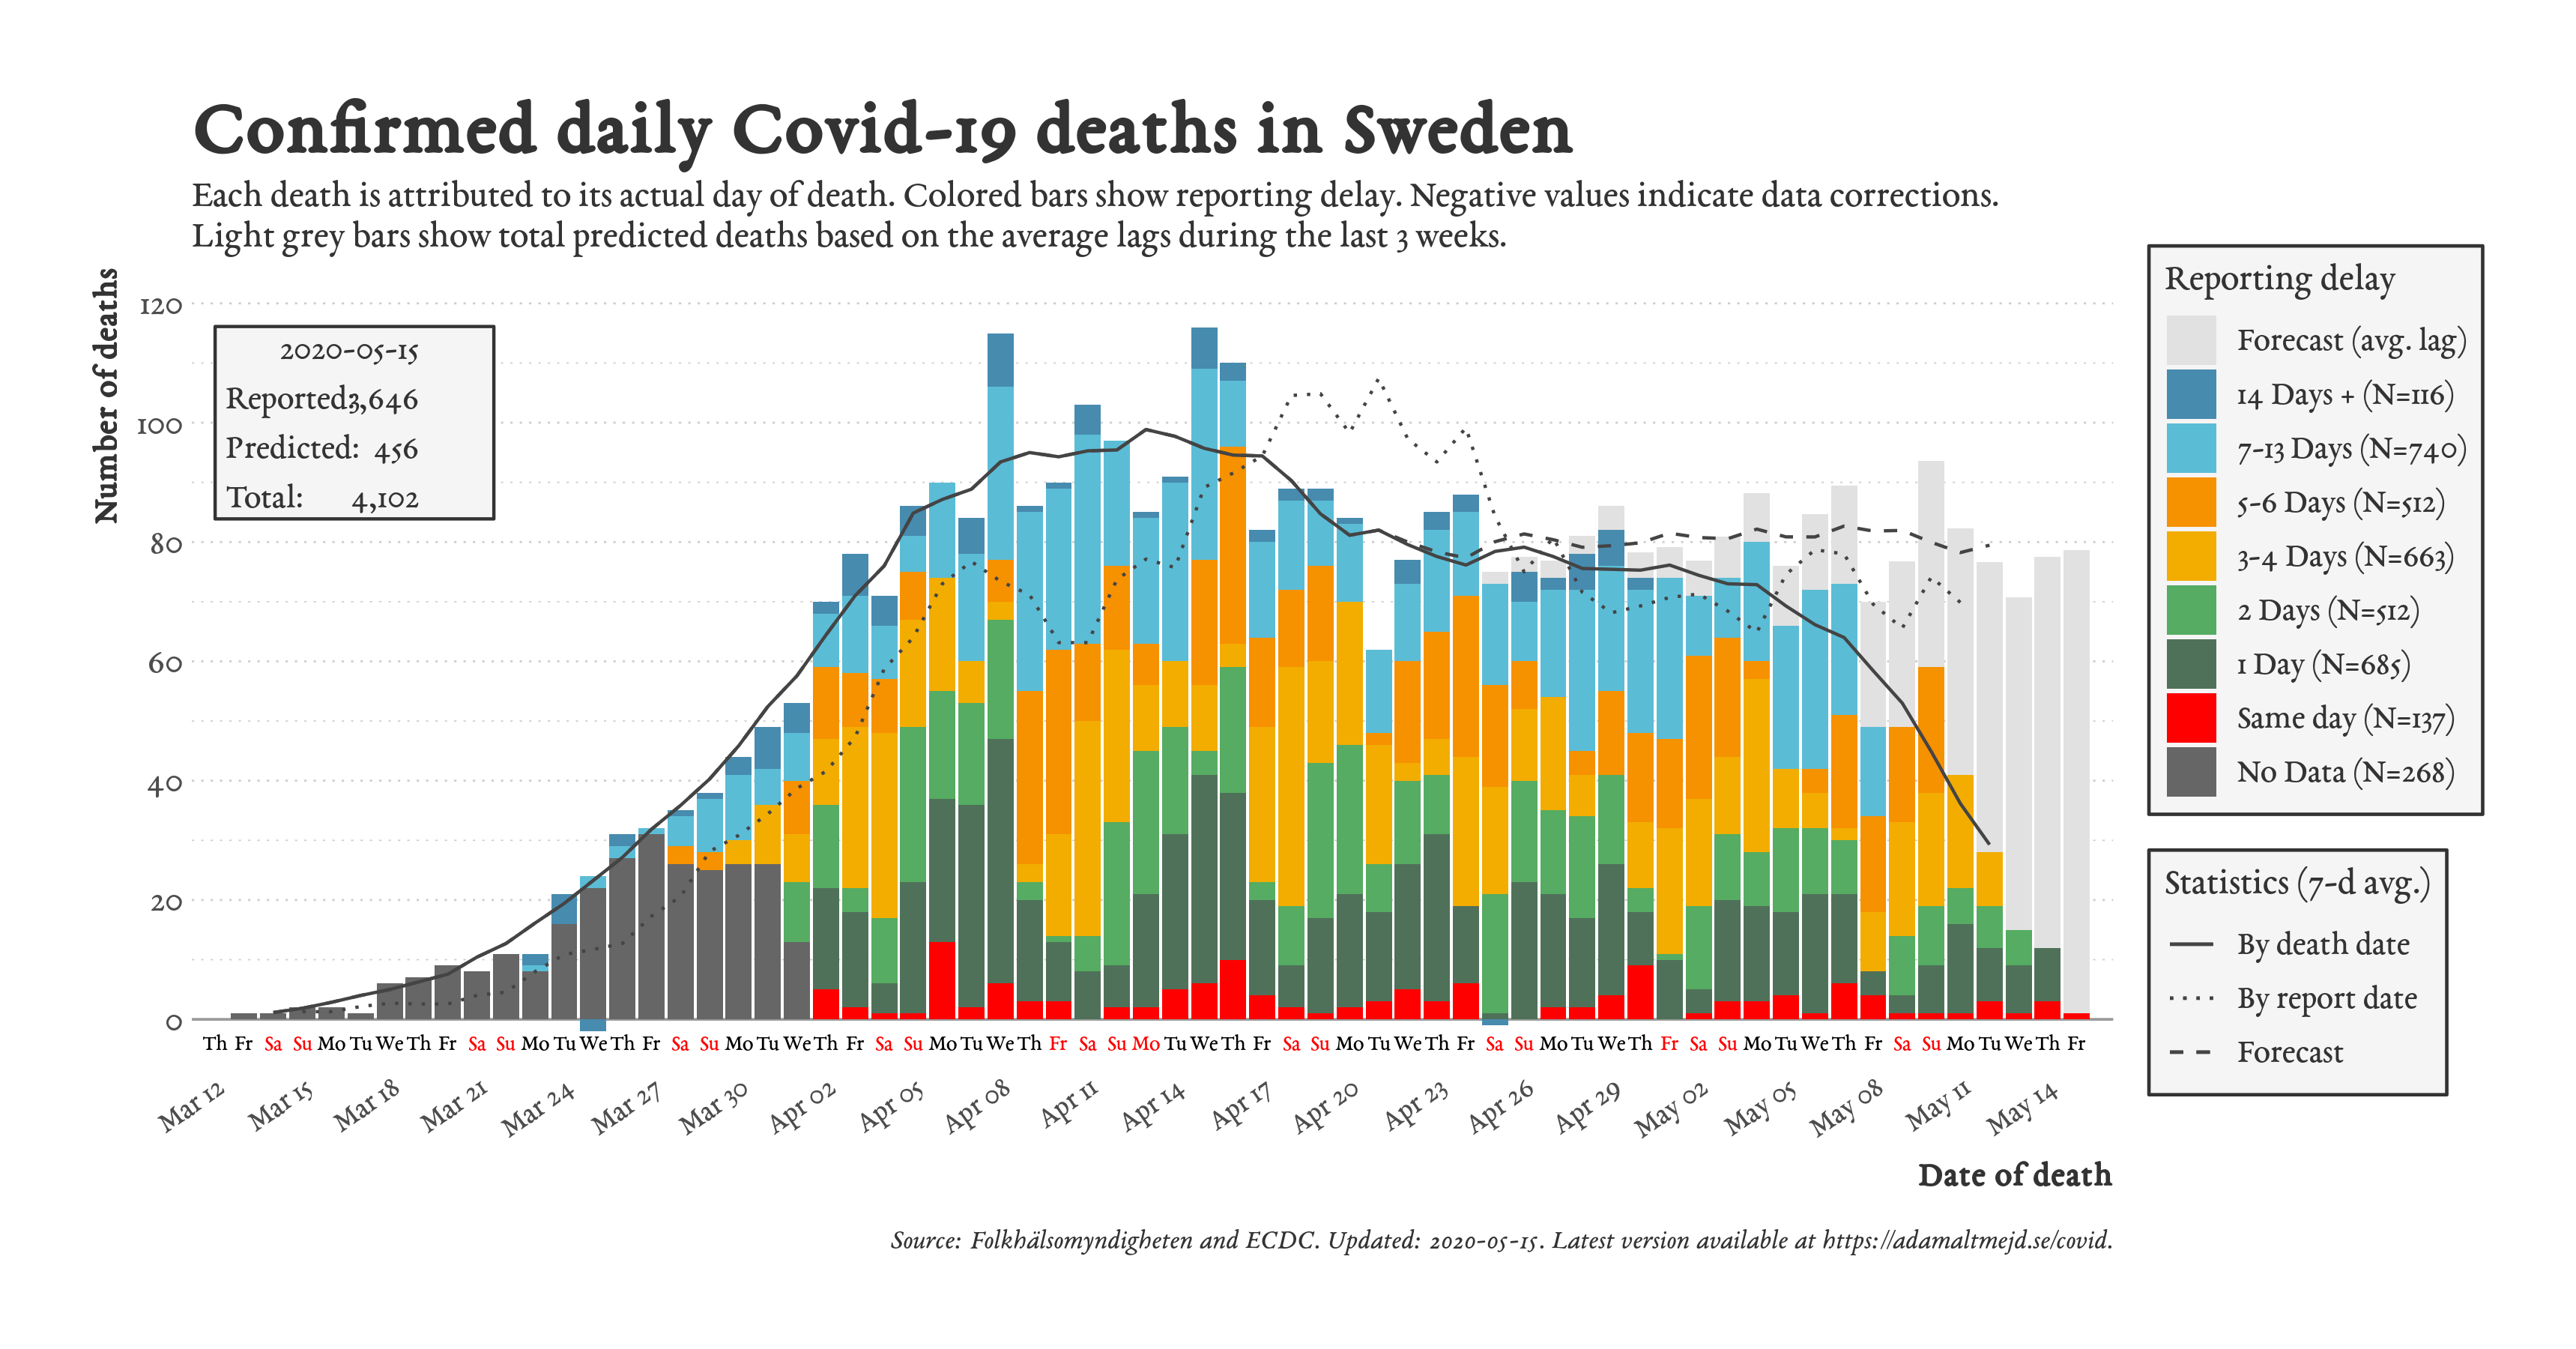 Confirmed daily Covid-19 deaths in Sweden
Each death is attributed to its actual day of death. Colored bars show reporting delay. Negative values indicate data corrections.
Light grey bars show total predicted deaths based on the average lags during the last 3 weeks.
Number of deaths
120
100
80
60
40
20
0
2020-05-15
Reported3,646
Predicted: 456
Total: 4,102
Th Fr Sa Su Mo Tu We Th Fr Sa Su Mo Tu We Th Fr Sa Su Mo Tu We Th Fr Sa Su Mo Tu We Th Fr Sa Su Mo Tu We Th Fr Sa Su Mo Tu We Th Fr Sa Su Mo Tu We Th Fr Sa Su Mo Tu We Th Fr Sa Su Mo Tu We Th Fr
Mar 12 Mar 15 Mar 18 Mar 21 Mar 24 Mar 27 Mar 30 Apr 02 Apr 05 Apr 08 Apr 11 Apr 14 Apr 17 Apr 20 Apr 23 Apr 26 Apr 29 May 02 May 05 May 08 May 11 May 14
Date of death
Reporting delay
Forecast (avg. lag)
14 Days + (N=116)
7-13 Days (N=740)
5-6 Days (N=512)
3-4 Days (N=663)
2 Days (N=512)
1 Day (N=685)
Same day (N=137)
No Data (N=268)
Statistics (7-d avg.)
By death date
By report date
Forecast
Source: Folkhälsomyndigheten and ECDC. Updated: 2020-05-15. Latest version available at https://adamaltmejd.se/covid.